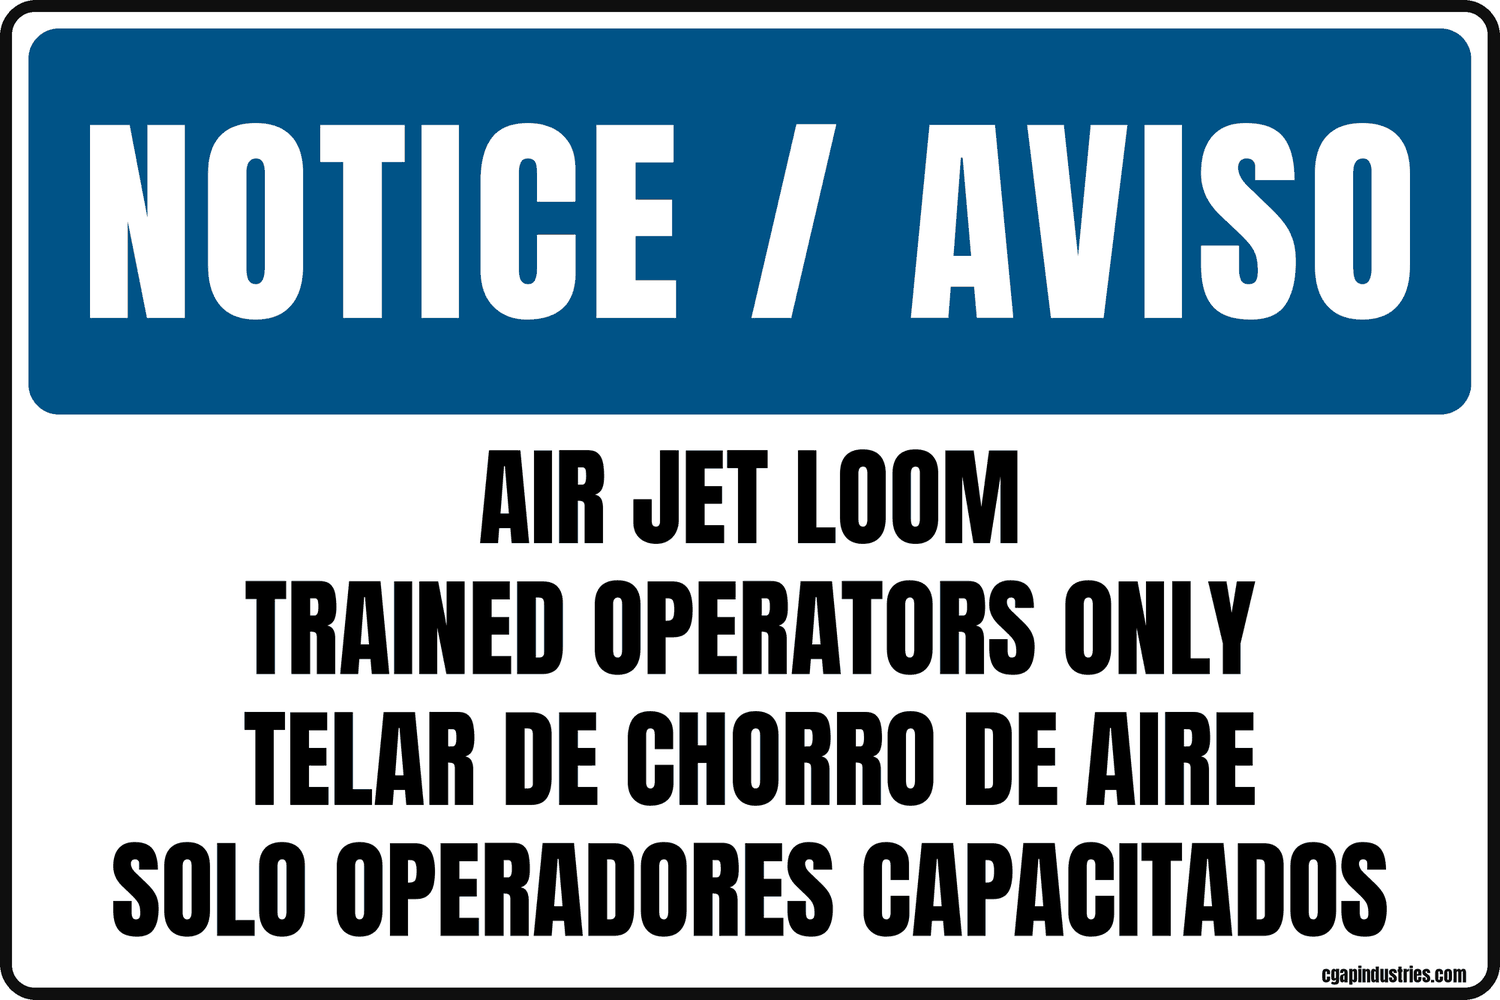 NOTICE / AVISO
AIR JET LOOM
TRAINED OPERATORS ONLY
TELAR DE CHORRO DE AIRE
SOLO OPERADORES CAPACITADOS
cgapindustries.com